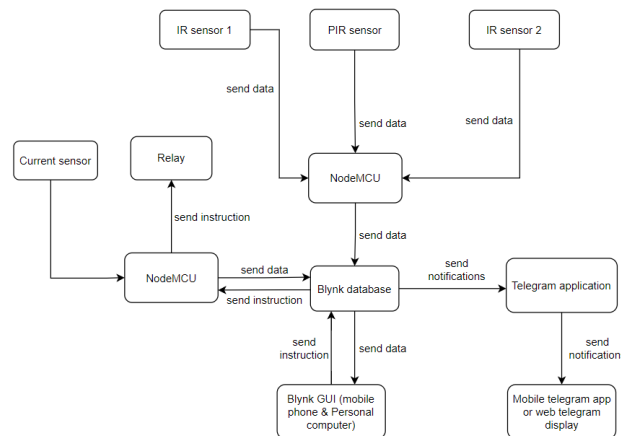 IR sensor 1
PIR sensor
IR sensor 2
send data
send data
send data
Current sensor
Relay
NodeMCU
send instruction
send data
NodeMCU
send data
send instruction
Blynk database
send
notifications
Telegram application
send
instruction
send data
send
notification
Blynk GUI (mobile
phone & Personal
computer)
Mobile telegram app
or web telegram
display